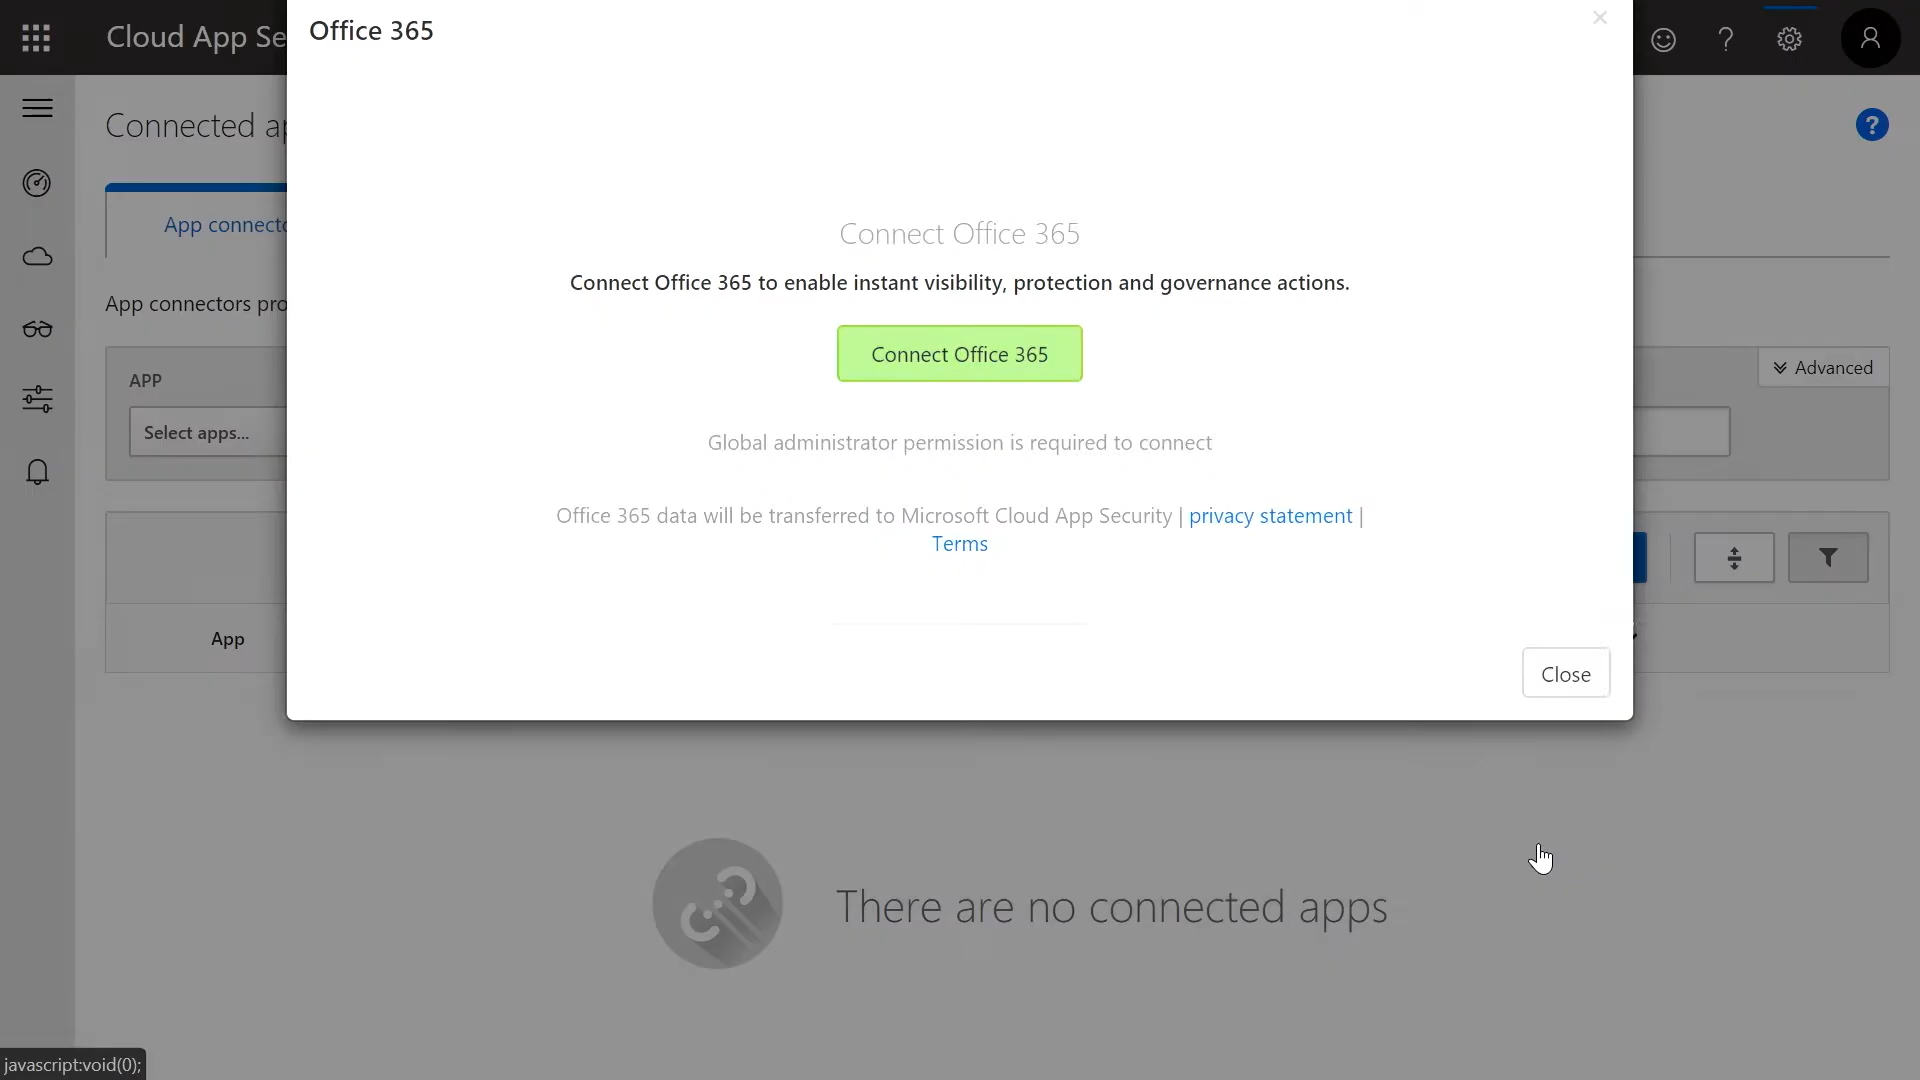 Cloud App Se
Office 365
×
?
Connected ap
?
App connecto
App connectors pro
Connect Office 365
Connect Office 365 to enable instant visibility, protection and governance actions.
Connect Office 365
Global administrator permission is required to connect
Office 365 data will be transferred to Microsoft Cloud App Security | privacy statement |
Terms
APP
Select apps...
Advanced
App
Close
There are no connected apps
javascript:void(0);